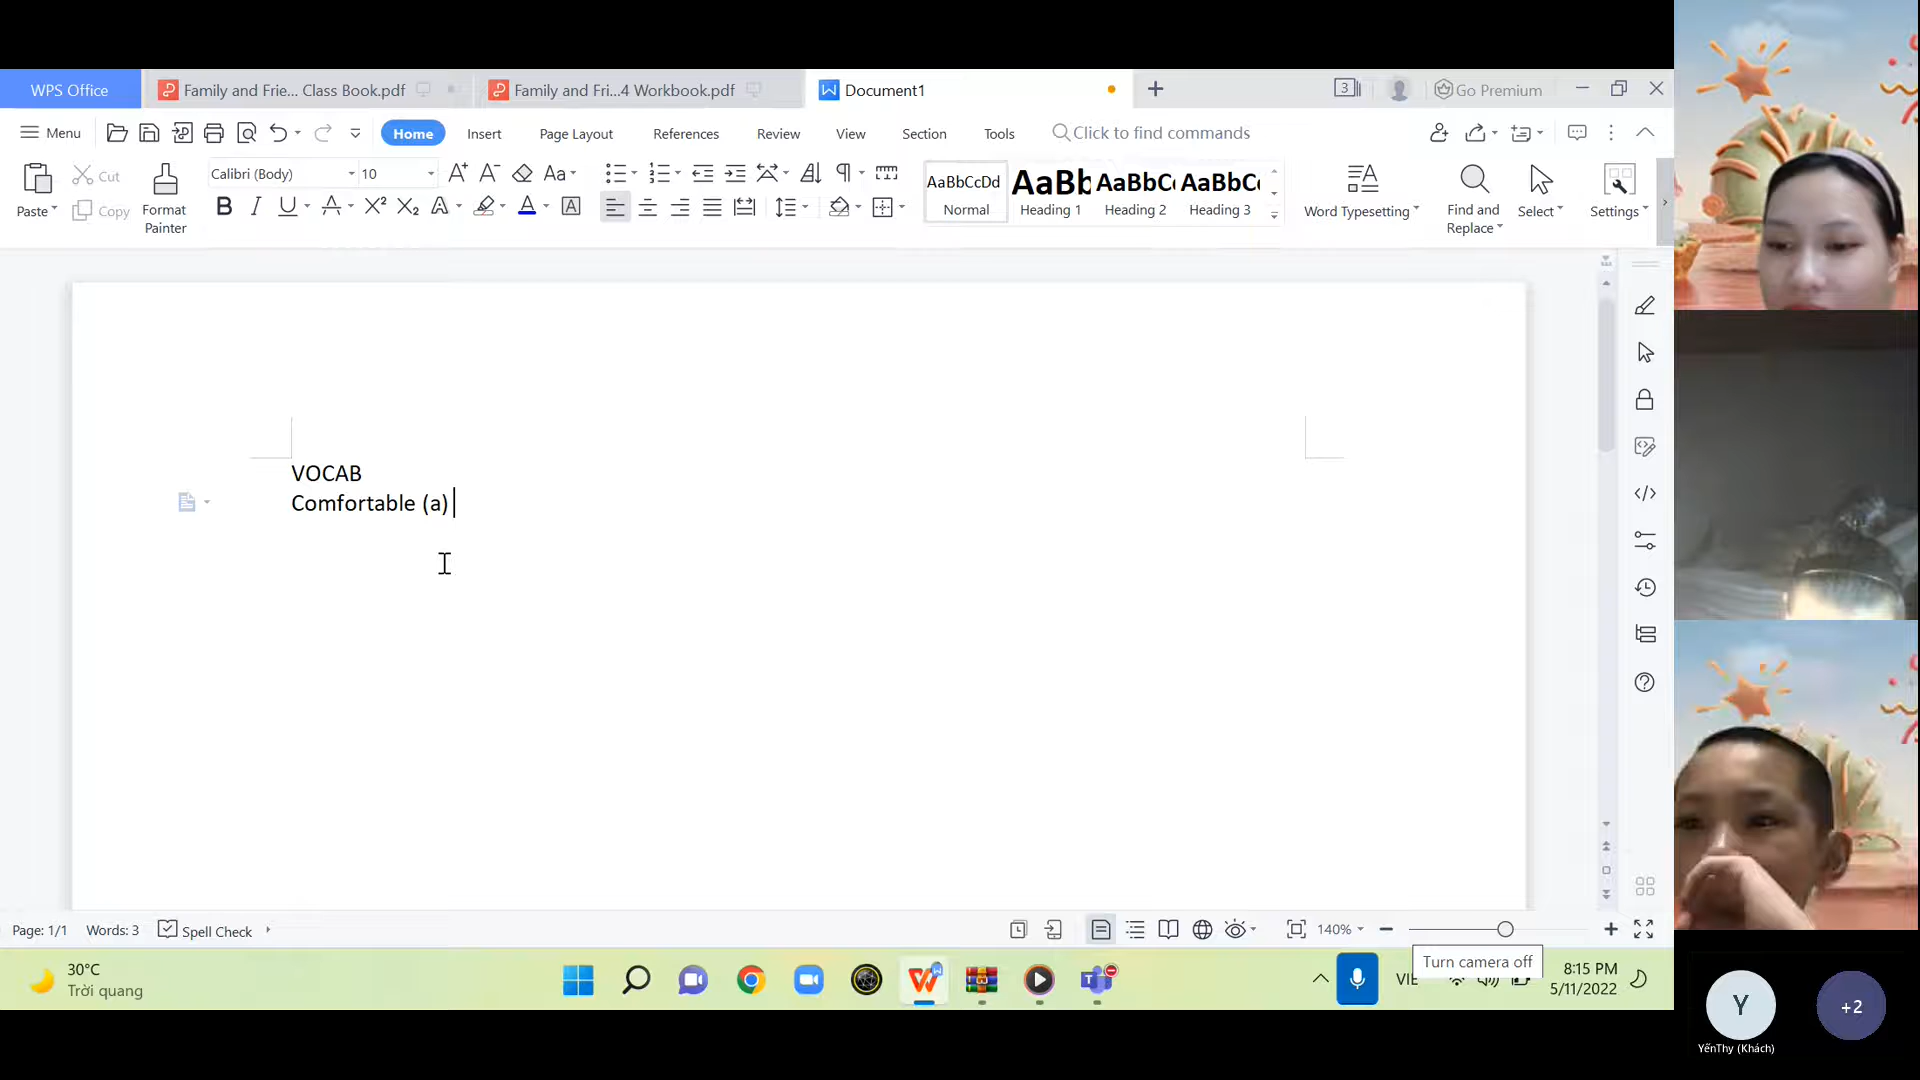 WPS Office
Family and Frie... Class Book.pdf
Family and Fri...4 Workbook.pdf
Document1
3
Go Premium
Menu
Home
Insert
Page Layout
References
Review
View
Section
Tools
Click to find commands
Paste
Cut
Copy
Format Painter
Calibri (Body)
10
AaBbCcDd
Normal
AaBb
Heading 1
AaBbC
Heading 2
AaBbC
Heading 3
Word Typesetting
Find and Replace
Select
Settings
VOCAB
Comfortable (a)
Page: 1/1
Words: 3
Spell Check
140%
Turn camera off
30°C
Trời quang
VIE
8:15 PM
5/11/2022
Y
YếnThy (Khách)
+2